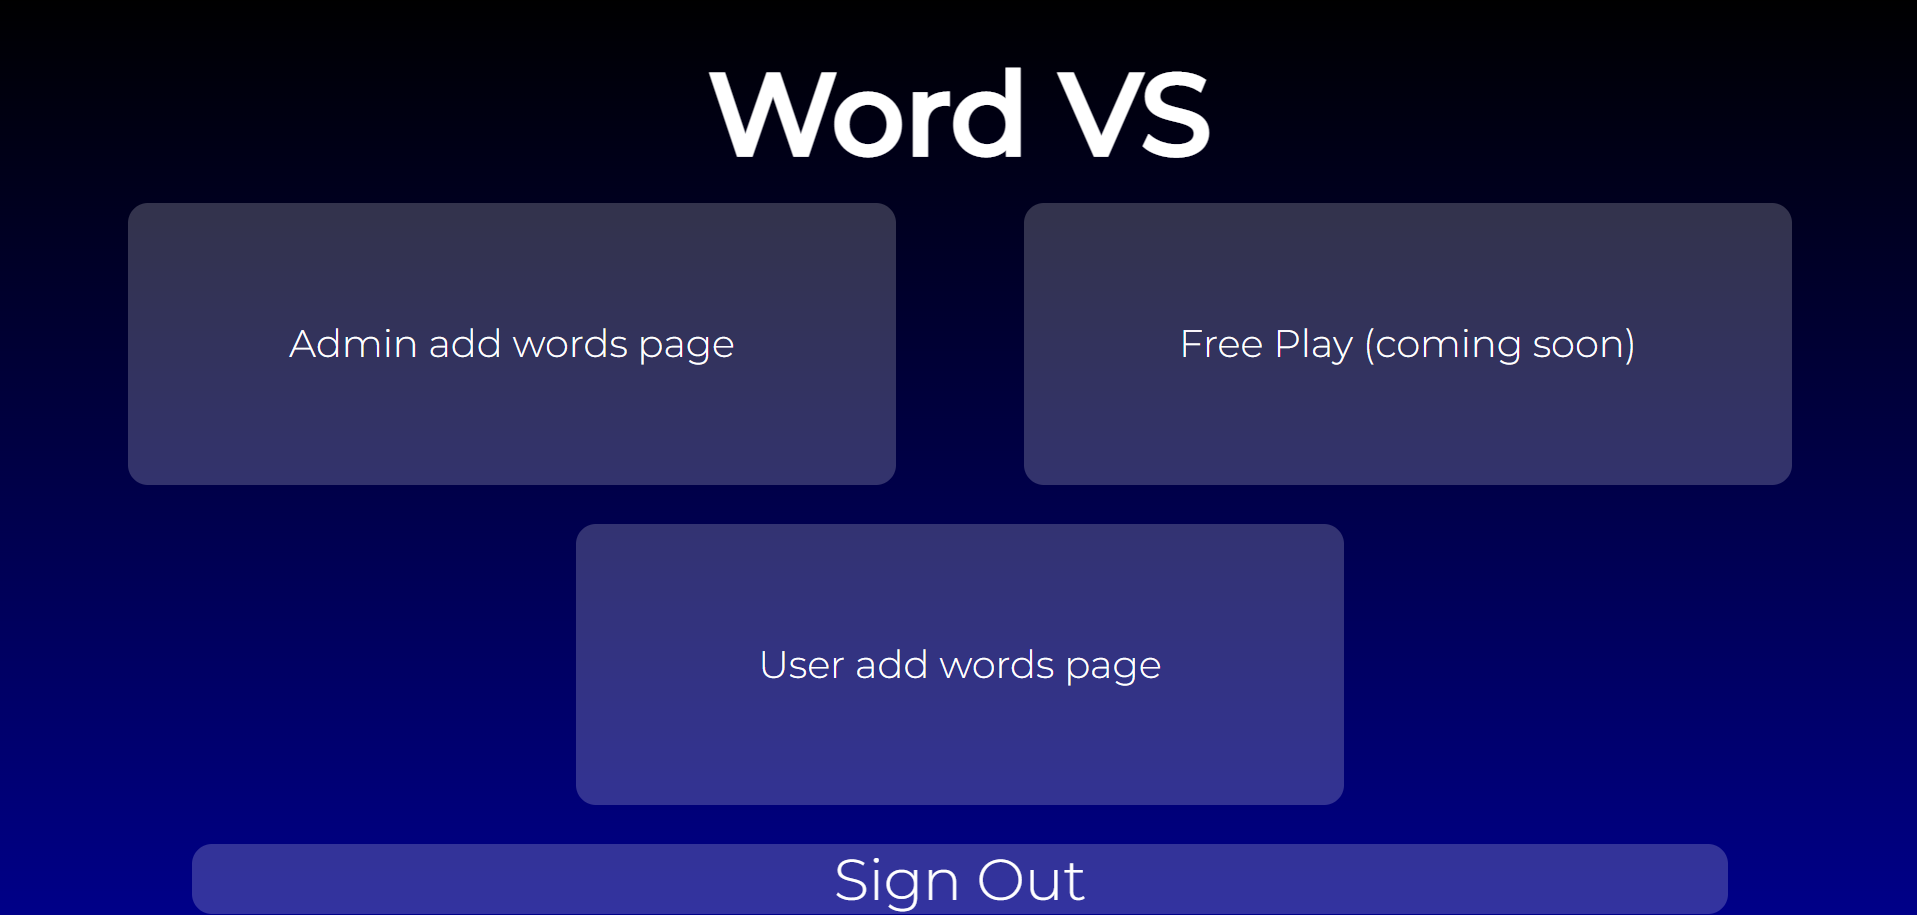 Word VS
Admin add words page
Free Play (coming soon)
User add words page
Sign Out